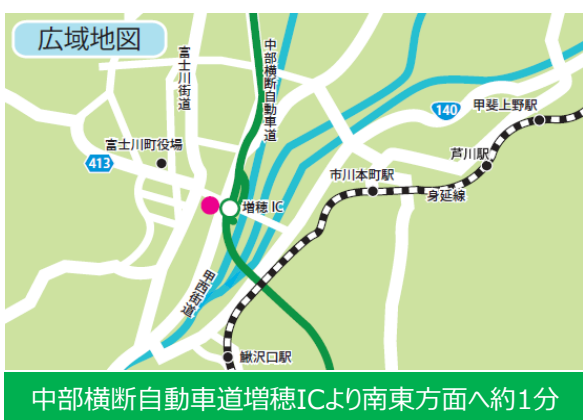 広域地図
富士川街道
中部横断自動車道
140
甲斐上野駅
富士川町役場
芦川駅
413
市川本町駅
身延線
増穂 IC
甲西街道
鰍沢口駅
中部横断自動車道増穂ICより南東方面へ約1分